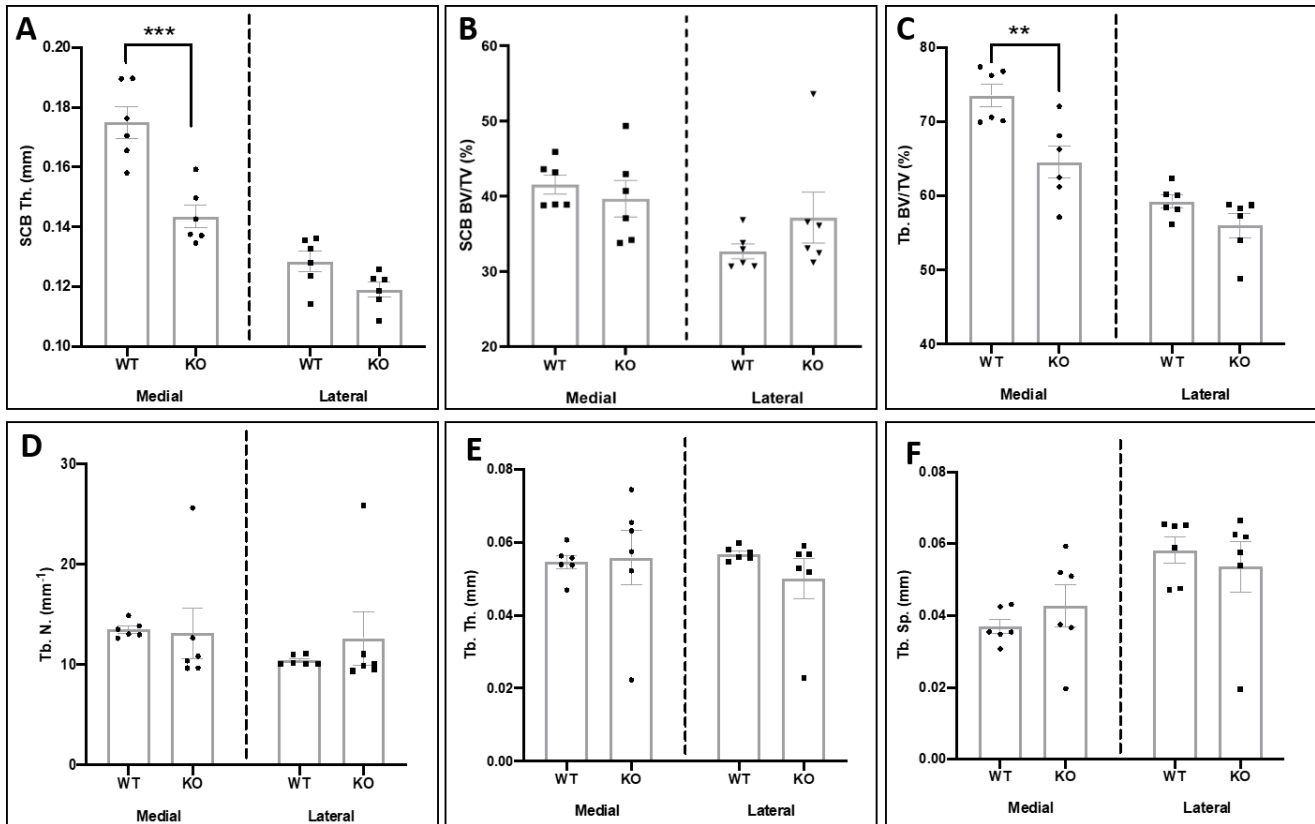 A
***
SCB Th. (mm)
0.20
0.18
0.16
0.14
0.12
0.10
WT KO WT KO
Medial Lateral
B
SCB BV/TV (%)
60
50
40
30
20
WT KO WT KO
Medial Lateral
C
**
Tb. BV/TV (%)
80
70
60
50
40
WT KO WT KO
Medial Lateral
D
Tb. N. (mm⁻¹)
30
20
10
0
WT KO WT KO
Medial Lateral
E
Tb. Th. (mm)
0.08
0.06
0.04
0.02
0.00
WT KO WT KO
Medial Lateral
F
Tb. Sp. (mm)
0.08
0.06
0.04
0.02
0.00
WT KO WT KO
Medial Lateral